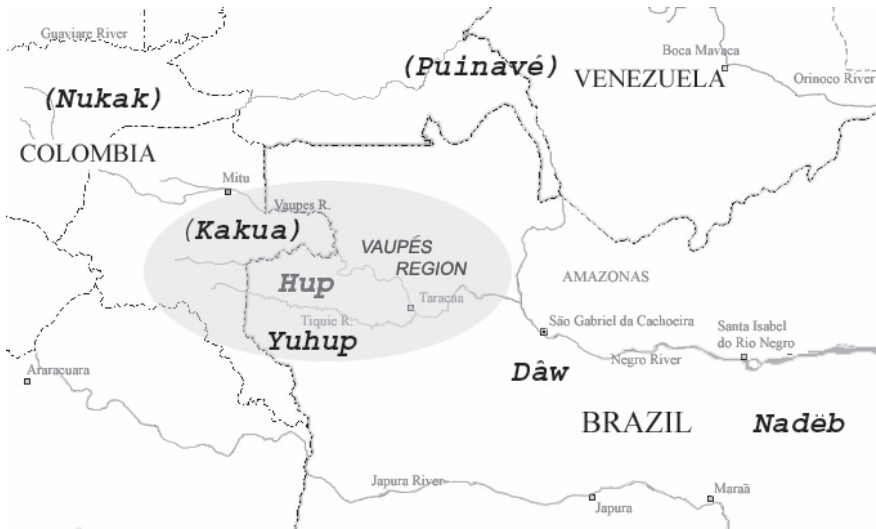 Guaviare River
(Puinavé)
Boca Mavaca
VENEZUELA
Orinoco River
(Nukak)
COLOMBIA
Mitu
Vaupes R.
(Kakua)
VAUPÉS
REGION
Hup
AMAZONAS
Taracua
Tiquie R.
São Gabriel da Cachoeira
Santa Isabel
do Rio Negro
Yuhup
Negro River
Araracuara
Dâw
BRAZIL
Nadëb
Japura River
Japura
Maraã